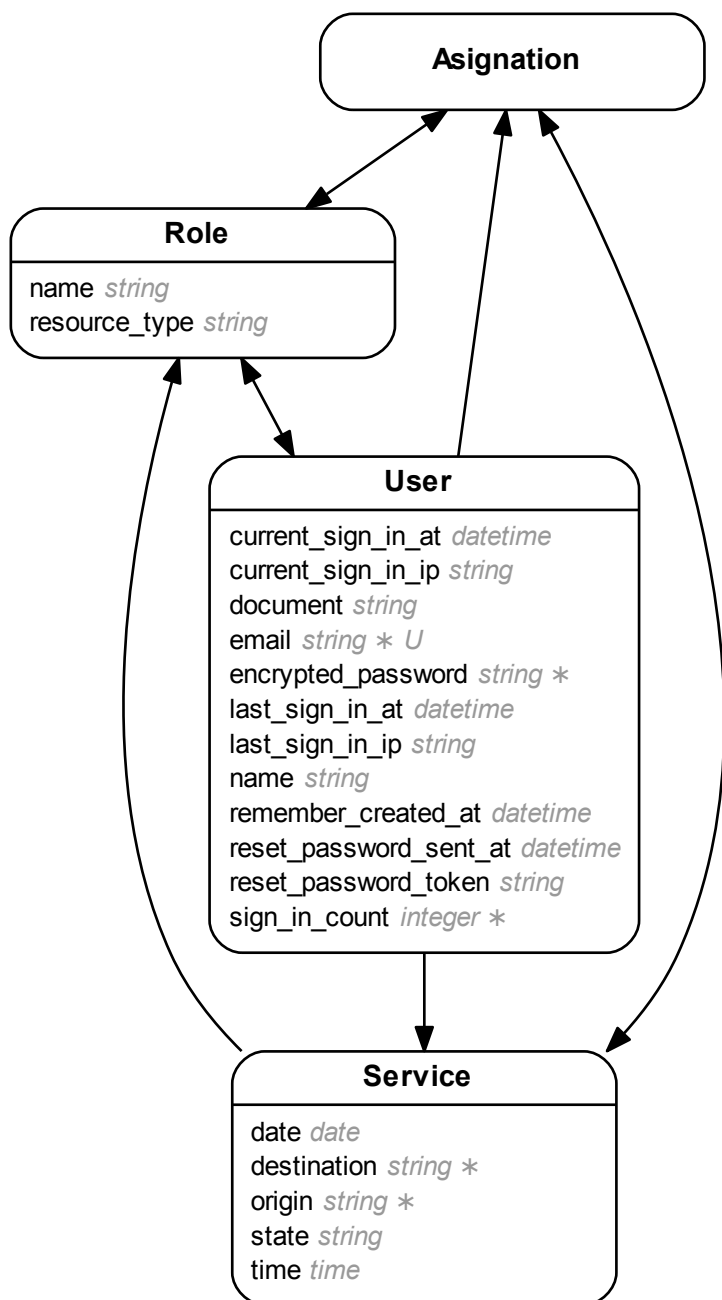 Asignation
Role
name string
resource_type string
User
current_sign_in_at datetime
current_sign_in_ip string
document string
email string ∗ U
encrypted_password string ∗
last_sign_in_at datetime
last_sign_in_ip string
name string
remember_created_at datetime
reset_password_sent_at datetime
reset_password_token string
sign_in_count integer ∗
Service
date date
destination string ∗
origin string ∗
state string
time time